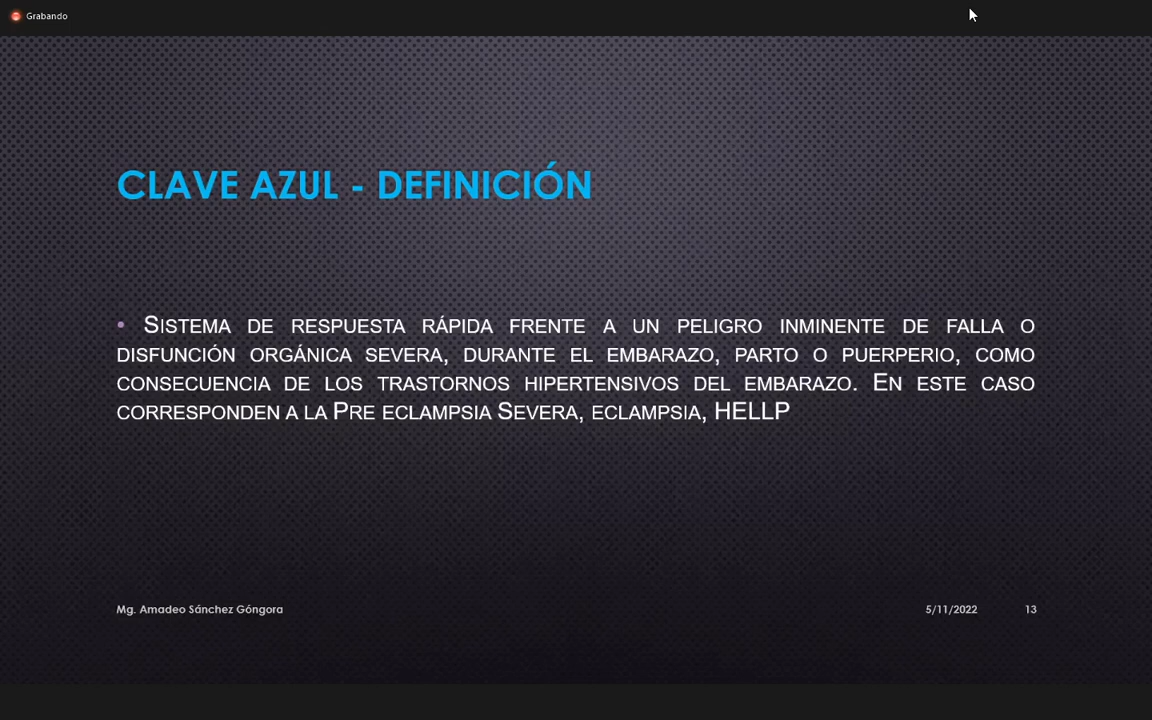 Grabando
CLAVE AZUL - DEFINICIÓN
• SISTEMA DE RESPUESTA RÁPIDA FRENTE A UN PELIGRO INMINENTE DE FALLA O
DISFUNCIÓN ORGÁNICA SEVERA, DURANTE EL EMBARAZO, PARTO O PUERPERIO, COMO
CONSECUENCIA DE LOS TRASTORNOS HIPERTENSIVOS DEL EMBARAZO. EN ESTE CASO
CORRESPONDEN A LA PRE ECLAMPSIA SEVERA, ECLAMPSIA, HELLP
Mg. Amadeo Sánchez Góngora 5/11/2022 13